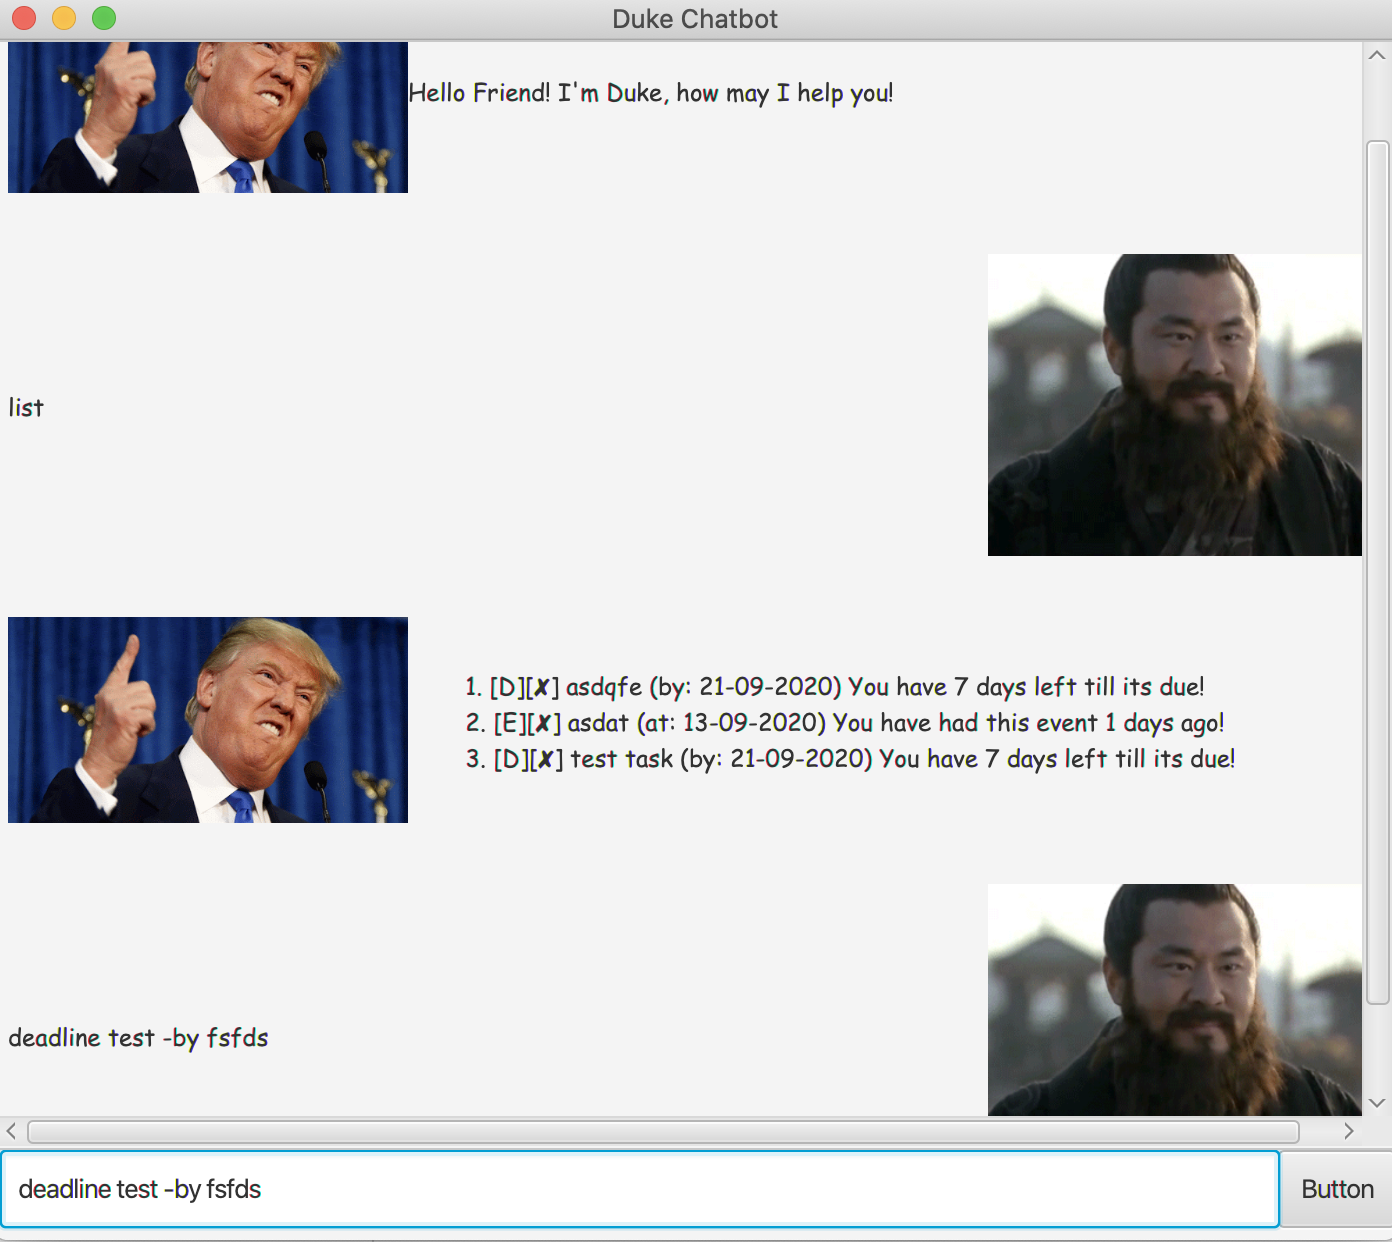 Duke Chatbot
Hello Friend! I'm Duke, how may I help you!
list
1. [D][✘] asdqfe (by: 21-09-2020) You have 7 days left till its due!
2. [E][✘] asdat (at: 13-09-2020) You have had this event 1 days ago!
3. [D][✘] test task (by: 21-09-2020) You have 7 days left till its due!
deadline test -by fsfds
deadline test -by fsfds
Button